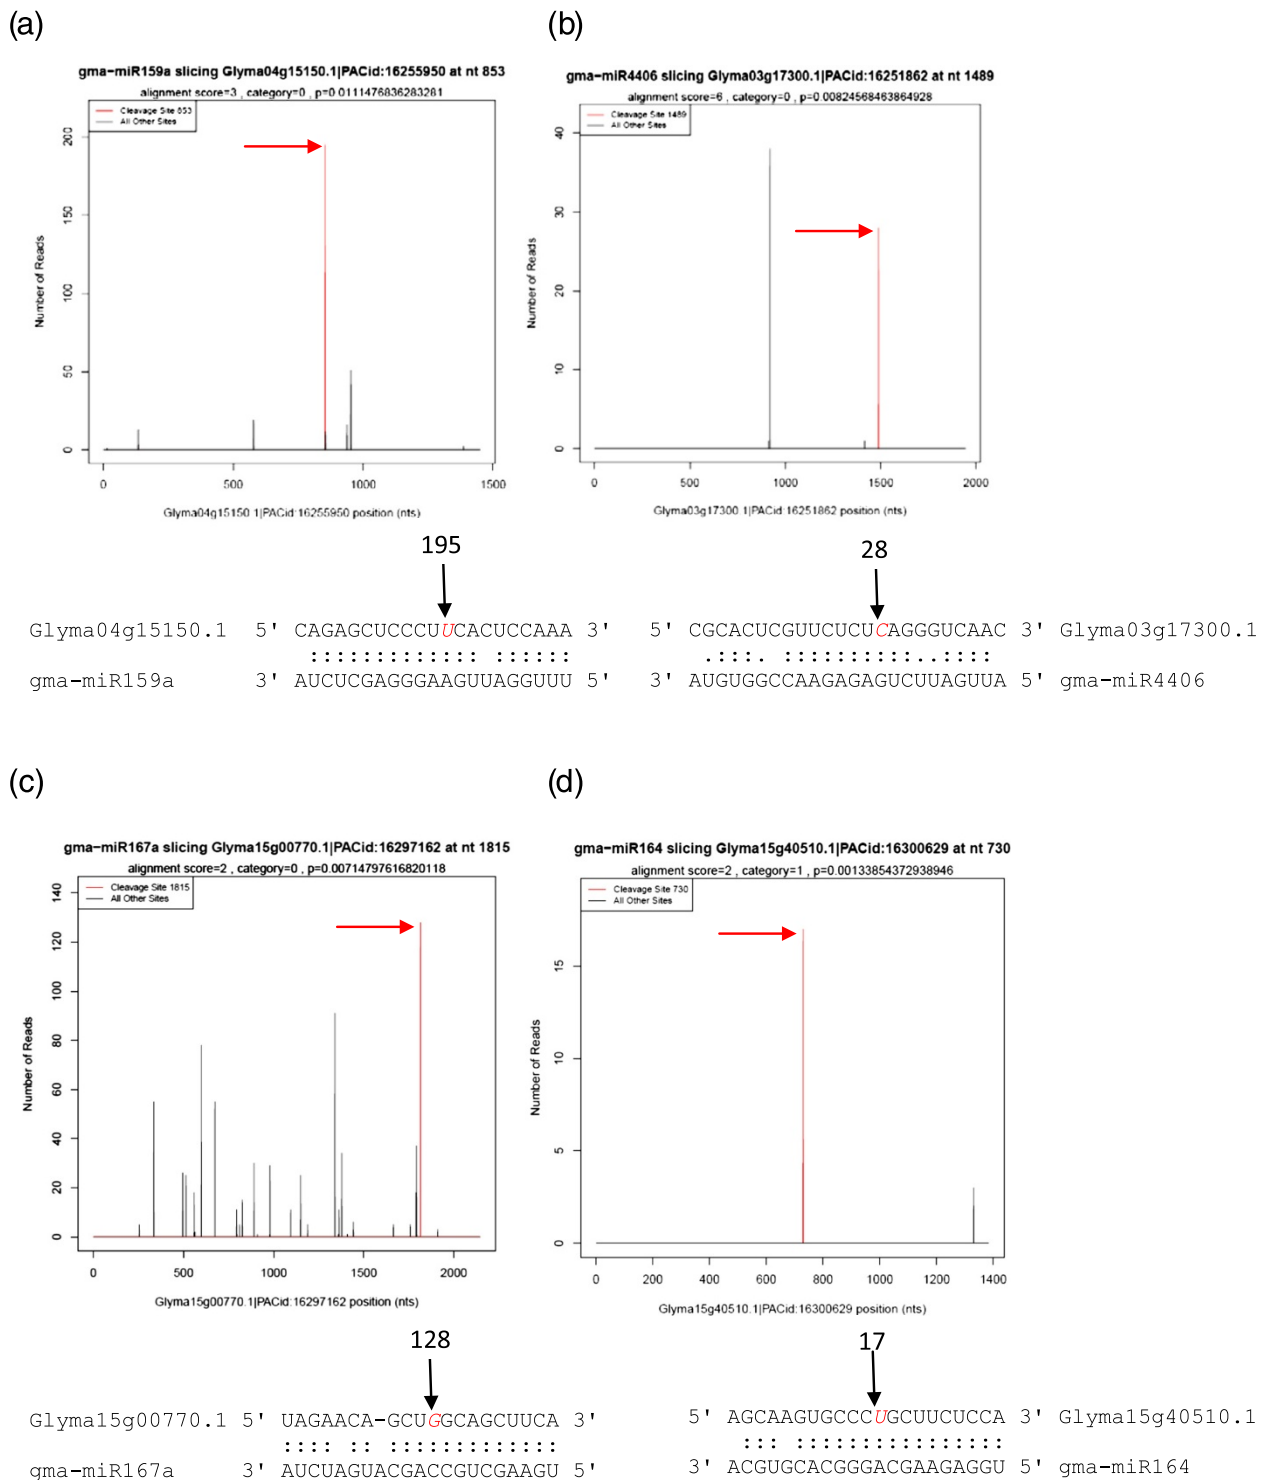 (a)
gma-miR159a slicing Glyma04g15150.1|PACid:16255950 at nt 853
alignment score=3 , category=0 , p=0.0111476836283281
Cleavage Site 853
All Other Sites
200
150
100
50
0
Number of Reads
0 500 1000 1500
Glyma04g15150.1|PACid:16255950 position (nts)
195
Glyma04g15150.1 5' CAGAGCUCCCUUCACUCCAAA 3'
:::::::::::: ::::::
gma-miR159a 3' AUCUCGAGGGAAGUUAGGUUU 5'
(b)
gma-miR4406 slicing Glyma03g17300.1|PACid:16251862 at nt 1489
alignment score=6 , category=0 , p=0.00824568463864928
Cleavage Site 1489
All Other Sites
40
30
20
10
0
Number of Reads
0 500 1000 1500 2000
Glyma03g17300.1|PACid:16251862 position (nts)
28
5' CGCACUCGUUCUCUCAGGGUCAAC 3' Glyma03g17300.1
.:::. ::::::::::..::::
3' AUGUGGCCAAGAGAGUCUUAGUUA 5' gma-miR4406
(c)
gma-miR167a slicing Glyma15g00770.1|PACid:16297162 at nt 1815
alignment score=2 , category=0 , p=0.00714797616820118
Cleavage Site 1815
All Other Sites
140
120
100
80
60
40
20
0
Number of Reads
0 500 1000 1500 2000
Glyma15g00770.1|PACid:16297162 position (nts)
128
Glyma15g00770.1 5' UAGAACA-GCUGGCAGCUUCA 3'
:::: :: :::::::::::::
gma-miR167a 3' AUCUAGUACGACCGUCGAAGU 5'
(d)
gma-miR164 slicing Glyma15g40510.1|PACid:16300629 at nt 730
alignment score=2 , category=1 , p=0.00133854372938946
Cleavage Site 730
All Other Sites
15
10
5
0
Number of Reads
0 200 400 600 800 1000 1200 1400
Glyma15g40510.1|PACid:16300629 position (nts)
17
5' AGCAAGUGCCCUGCUUCUCCA 3' Glyma15g40510.1
::: ::::::::::::::::
3' ACGUGCACGGGACGAAGAGGU 5' gma-miR164